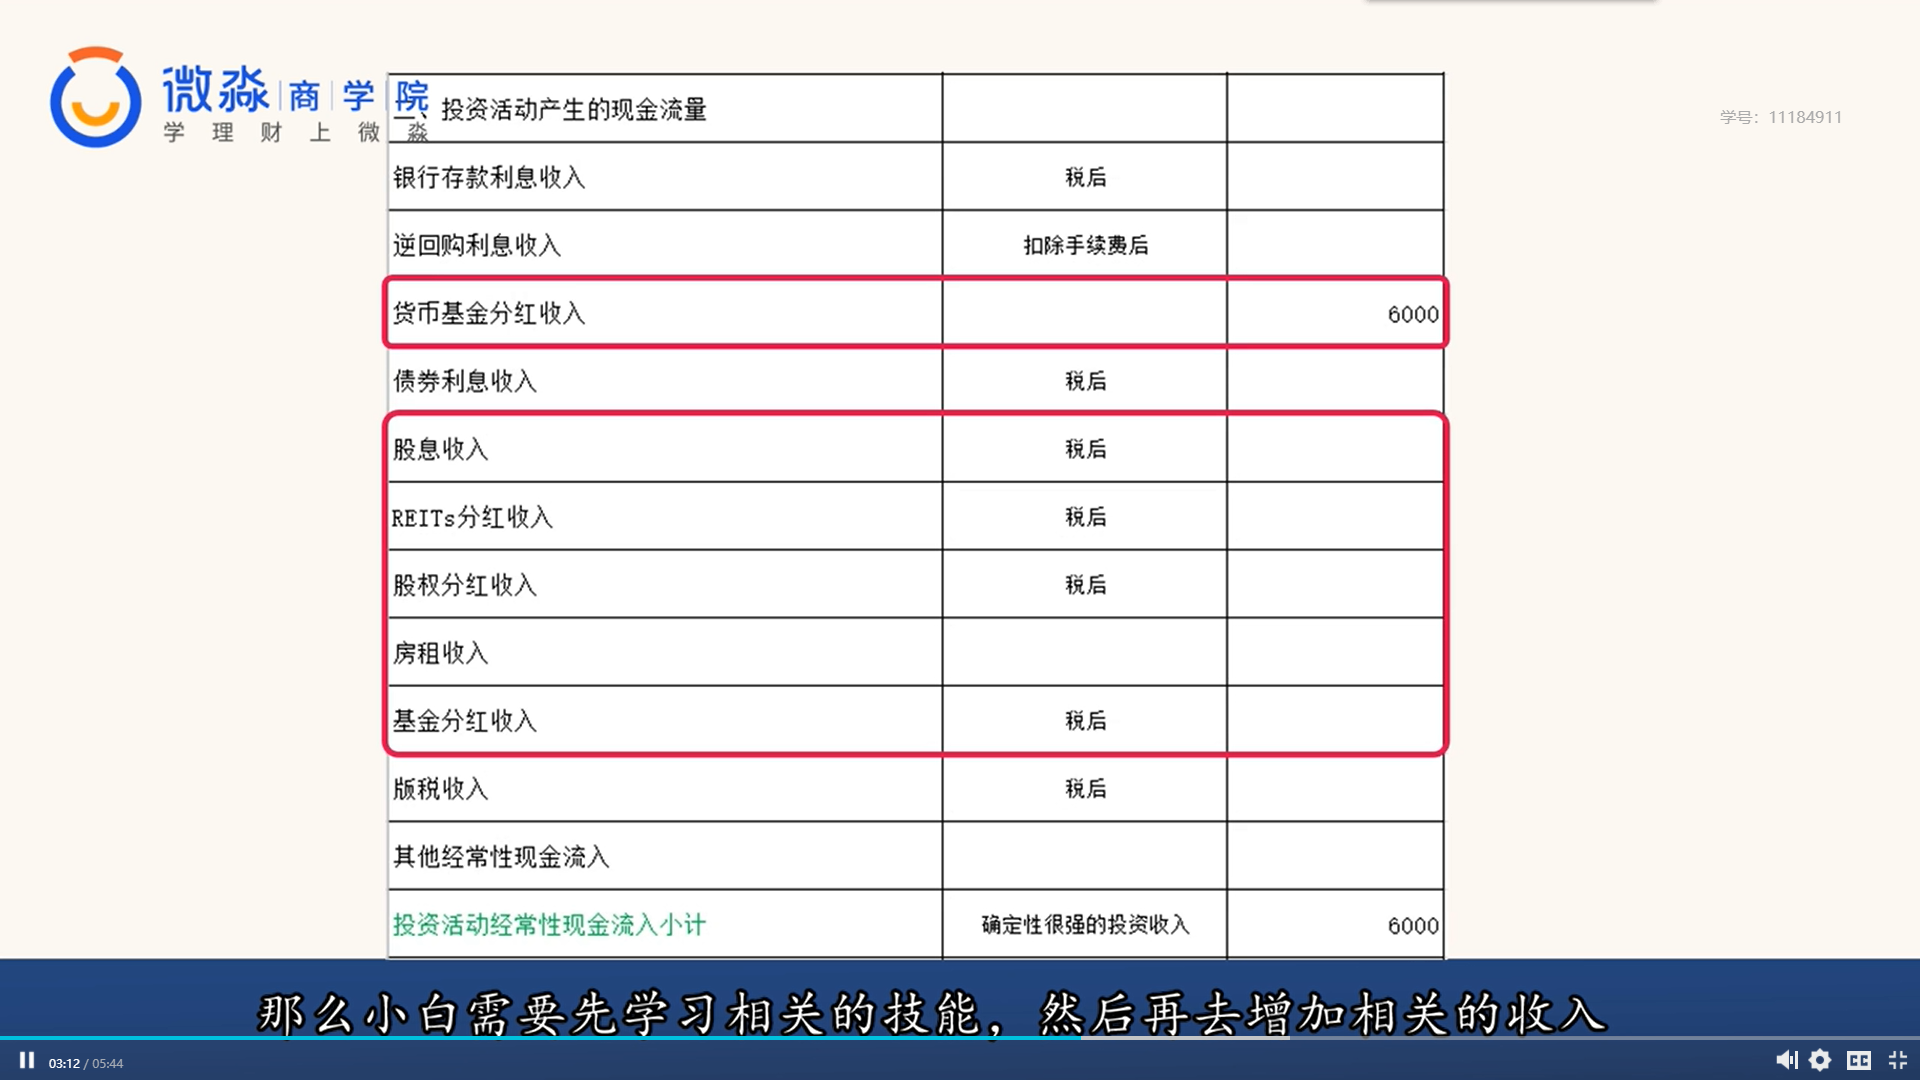 微淼 商 学 院
学 理 财 上 微 淼
学号：11184911
二、投资活动产生的现金流量
银行存款利息收入 税后
逆回购利息收入 扣除手续费后
货币基金分红收入 6000
债券利息收入 税后
股息收入 税后
REITs分红收入 税后
股权分红收入 税后
房租收入
基金分红收入 税后
版税收入 税后
其他经常性现金流入
投资活动经常性现金流入小计 确定性很强的投资收入 6000
那么小白需要先学习相关的技能，然后再去增加相关的收入
03:12 / 05:44
CC